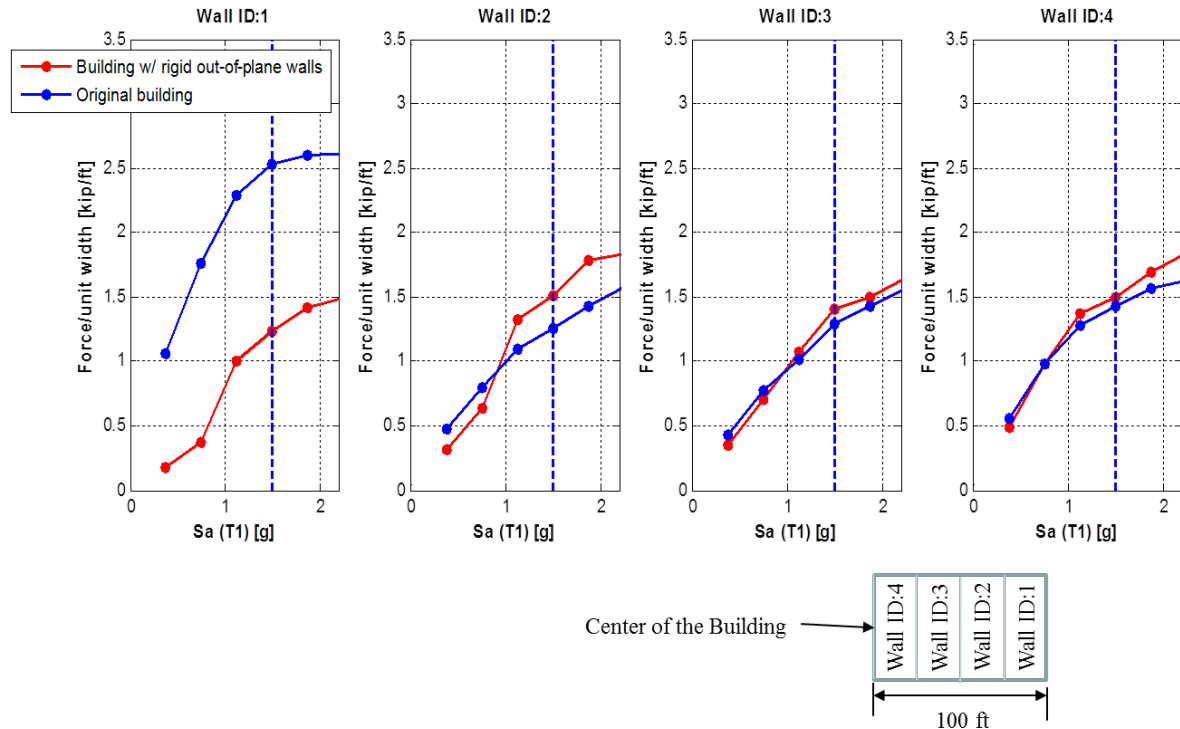 Wall ID:1
Wall ID:2
Wall ID:3
Wall ID:4
Building w/ rigid out-of-plane walls
Original building
Force/unit width [kip/ft]
3.5
2.5
2
1.5
1
0.5
0
0
1
2
Sa (T1) [g]
Force/unit width [kip/ft]
3.5
3
2.5
2
1.5
1
0.5
0
0
1
2
Sa (T1) [g]
Force/unit width [kip/ft]
3.5
3
2.5
2
1.5
1
0.5
0
0
1
2
Sa (T1) [g]
Force/unit width [kip/ft]
3.5
3
2.5
2
1.5
1
0.5
0
0
1
2
Sa (T1) [g]
Center of the Building
Wall ID:4
Wall ID:3
Wall ID:2
Wall ID:1
100 ft